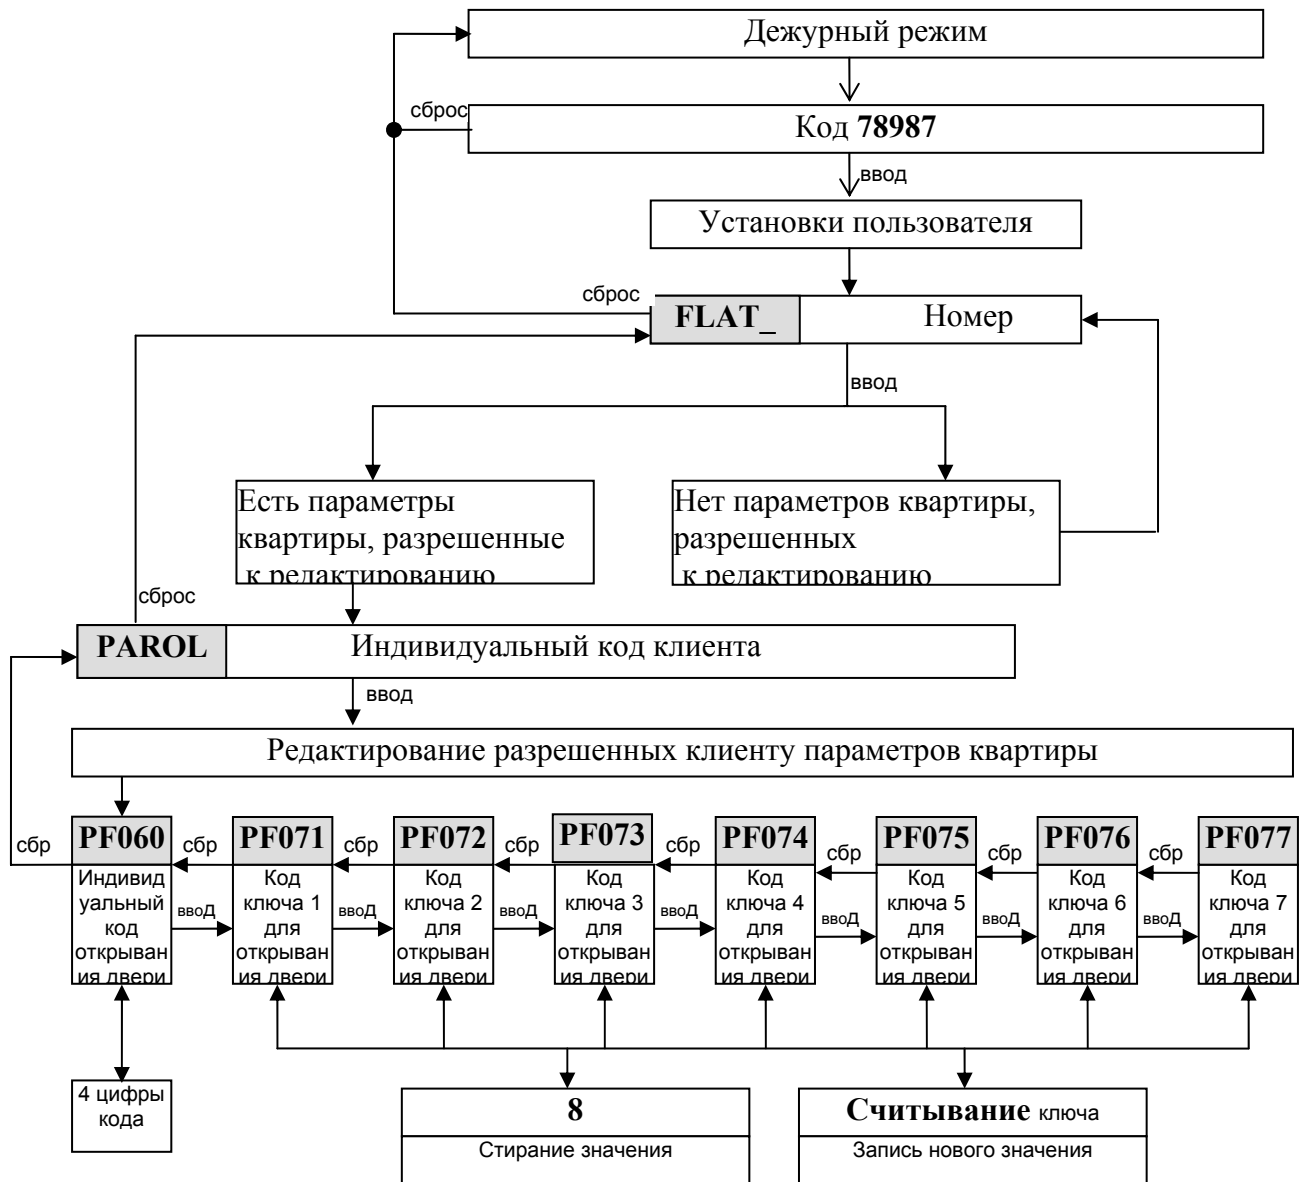 Дежурный режим
сброс
Код 78987
ввод
Установки пользователя
сброс
FLAT_ Номер
ввод
Есть параметры
квартиры, разрешенные
к редактированию
Нет параметров квартиры,
разрешенных
к редактированию
сброс
PAROL Индивидуальный код клиента
ввод
Редактирование разрешенных клиенту параметров квартиры
сбр PF060 сбр PF071 сбр PF072 сбр PF073 сбр PF074 сбр PF075 сбр PF076 сбр PF077
Индивид
уальный
код
открыван
ия двери
ввод
Код
ключа 1
для
открыван
ия двери
ввод
Код
ключа 2
для
открыван
ия двери
ввод
Код
ключа 3
для
открыван
ия двери
ввод
Код
ключа 4
для
открыван
ия двери
ввод
Код
ключа 5
для
открыван
ия двери
ввод
Код
ключа 6
для
открыван
ия двери
ввод
Код
ключа 7
для
открыван
ия двери
4 цифры
кода
8
Стирание значения
Считывание ключа
Запись нового значения